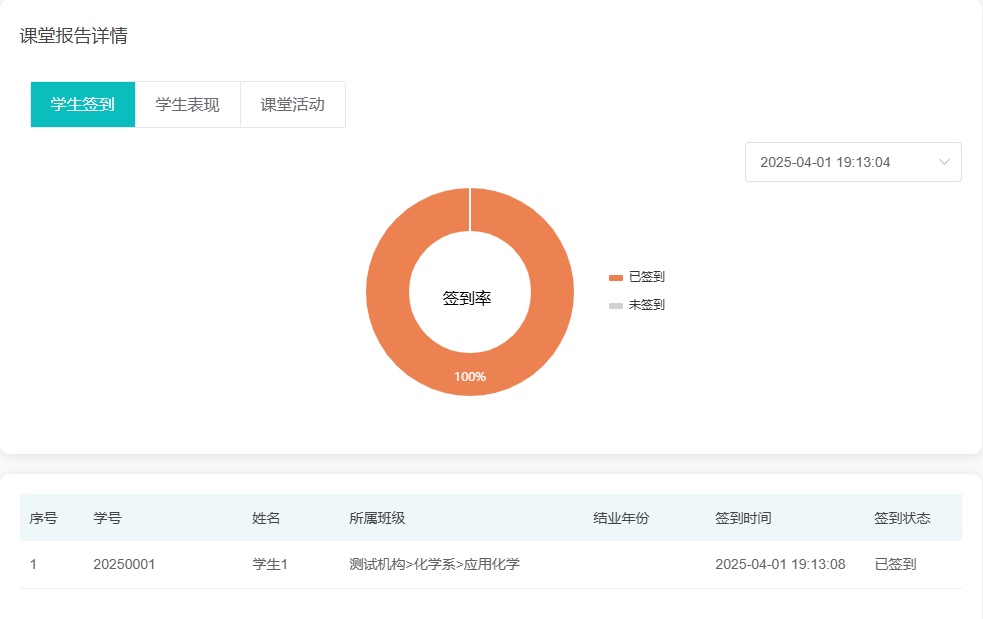 课堂报告详情
学生签到 学生表现 课堂活动
2025-04-01 19:13:04
已签到
签到率
未签到
100%
序号 学号 姓名 所属班级 结业年份 签到时间 签到状态
1 20250001 学生1 测试机构>化学系>应用化学 2025-04-01 19:13:08 已签到